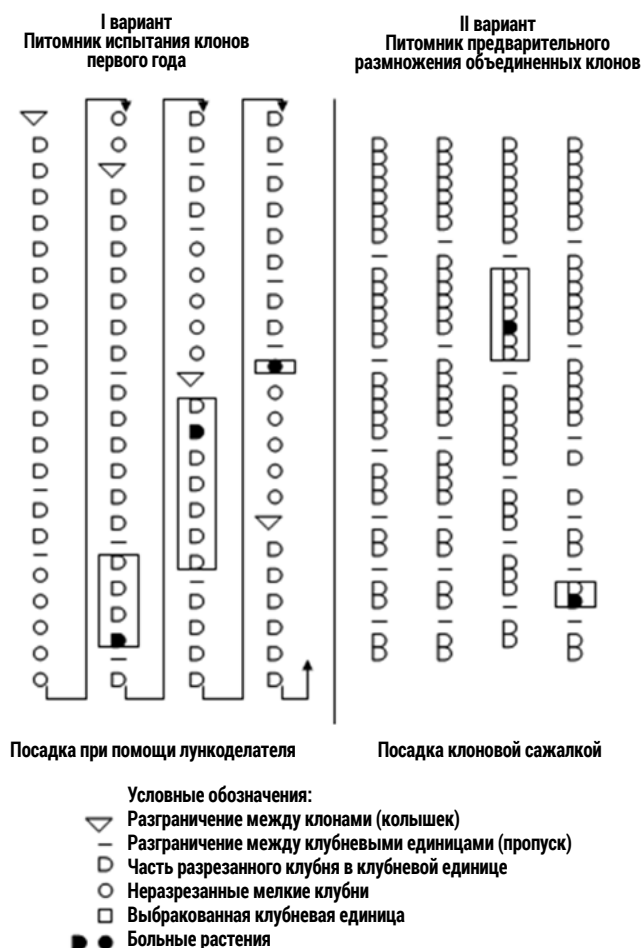 I вариант
Питомник испытания клонов
первого года
II вариант
Питомник предварительного
размножения объединенных клонов
Посадка при помощи лункоделателя
Посадка клоновой сажалкой
Условные обозначения:
Разграничение между клонами (колышек)
Разграничение между клубневыми единицами (пропуск)
Часть разрезанного клубня в клубневой единице
Неразрезанные мелкие клубни
Выбракованная клубневая единица
Больные растения